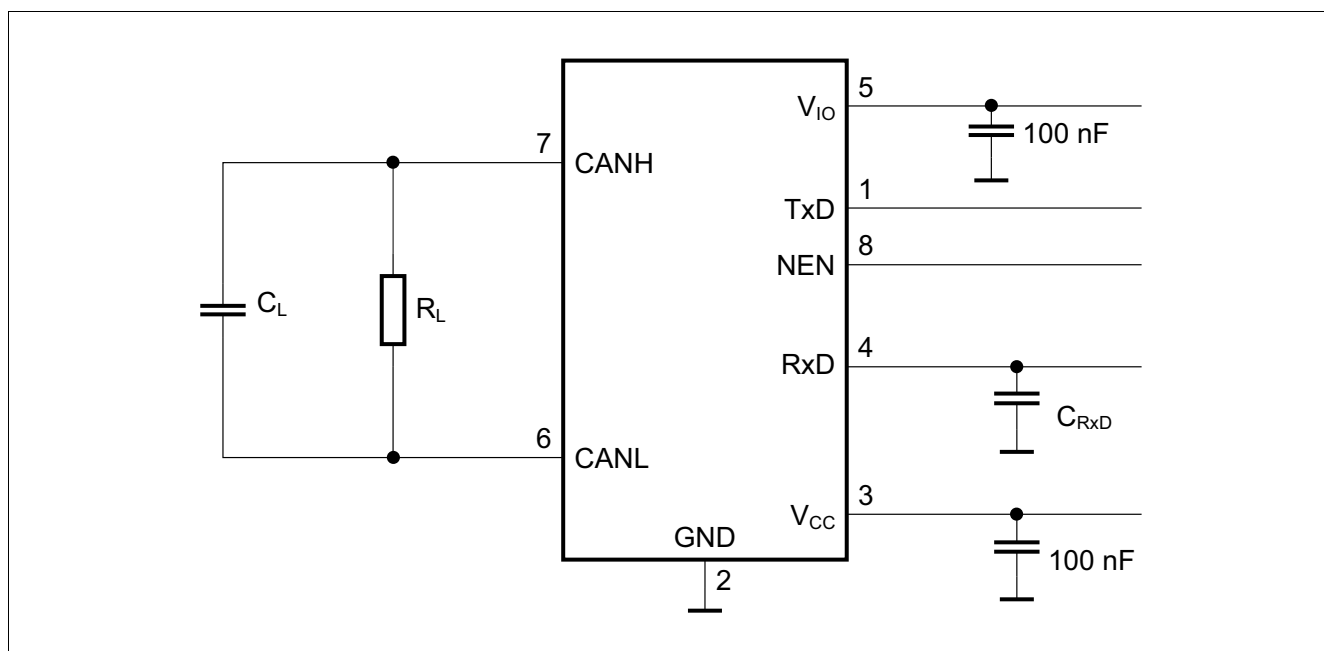 5
V_IO
100 nF
7
CANH
1
TxD
8
NEN
C_L
R_L
4
RxD
C_RxD
6
CANL
3
V_CC
GND
100 nF
2